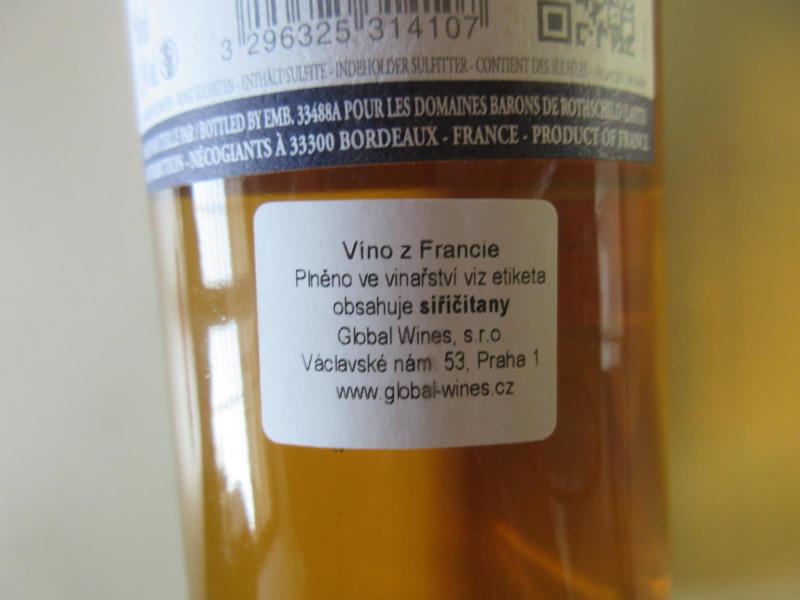 3 296325 314107
ENTHÄLT SULFITE - INDEHOLDER SULFITTER - CONTIENT DES SULFITES
BOTTLED BY EMB. 33488A POUR LES DOMAINES BARONS DE ROTHSCHILD
NÉGOCIANTS À 33300 BORDEAUX - FRANCE - PRODUCT OF FRANCE
Víno z Francie
Plněno ve vinařství viz etiketa
obsahuje siřičitany
Global Wines, s.r.o
Václavské nám. 53, Praha 1
www.global-wines.cz